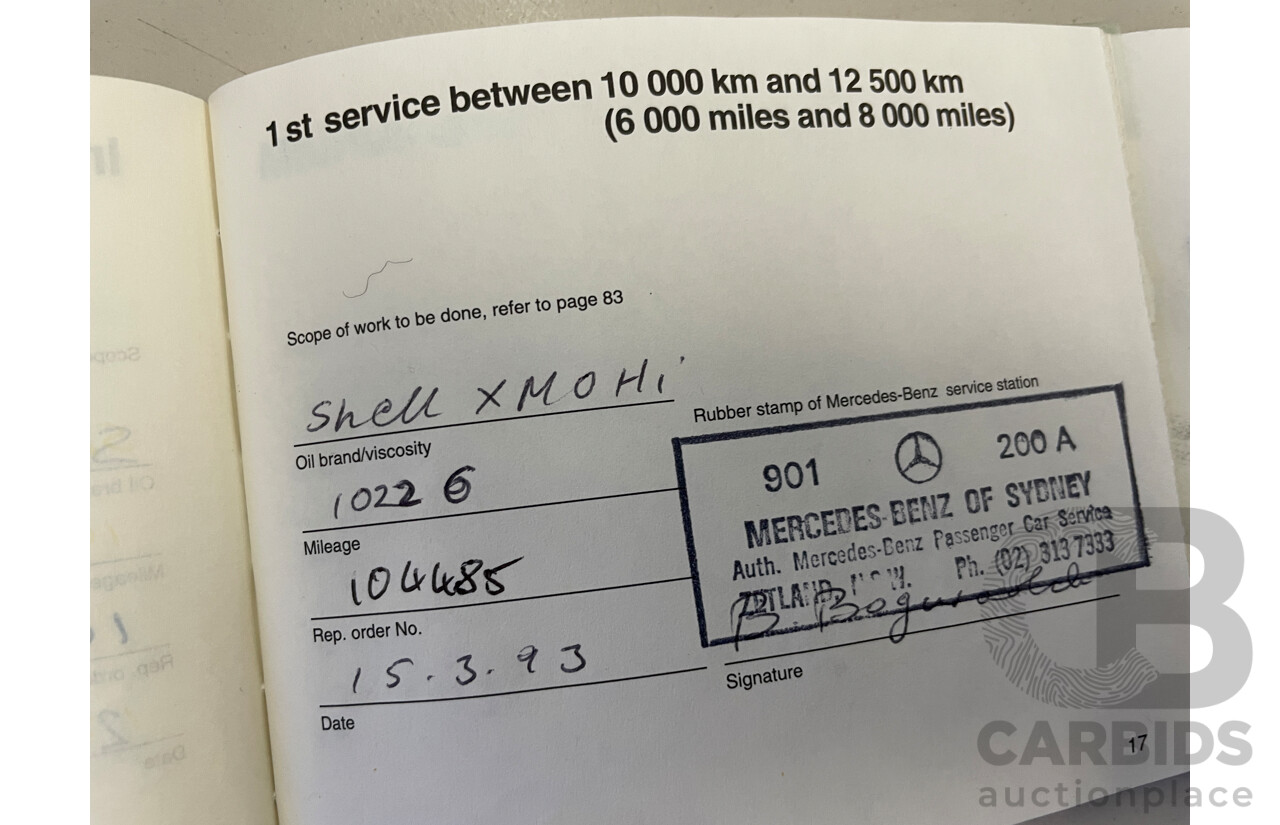 1st service between 10 000 km and 12 500 km
(6 000 miles and 8 000 miles)
Scope of work to be done, refer to page 83
Shell XMO Hi
Oil brand/viscosity
10226
Mileage
104485
Rep. order No.
15.3.93
Date
Rubber stamp of Mercedes-Benz service station
901 200 A
MERCEDES-BENZ OF SYDNEY
Auth. Mercedes-Benz Passenger Car Service
ZETLAND N.S.W. Ph. (02) 313 7333
Signature
17
CARBIDS
auctionplace